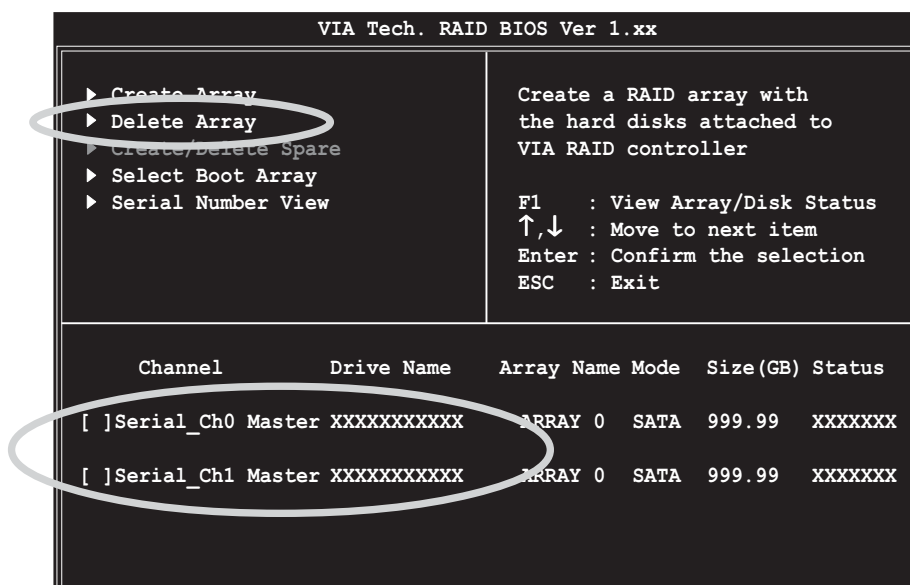 VIA Tech. RAID BIOS Ver 1.xx
Create Array
Delete Array
Create/Delete Spare
Select Boot Array
Serial Number View
Create a RAID array with
the hard disks attached to
VIA RAID controller
F1 : View Array/Disk Status
↑,↓ : Move to next item
Enter : Confirm the selection
ESC : Exit
Channel Drive Name Array Name Mode Size(GB) Status
[ ]Serial_Ch0 Master XXXXXXXXXXX ARRAY 0 SATA 999.99 XXXXXXX
[ ]Serial_Ch1 Master XXXXXXXXXXX ARRAY 0 SATA 999.99 XXXXXXX